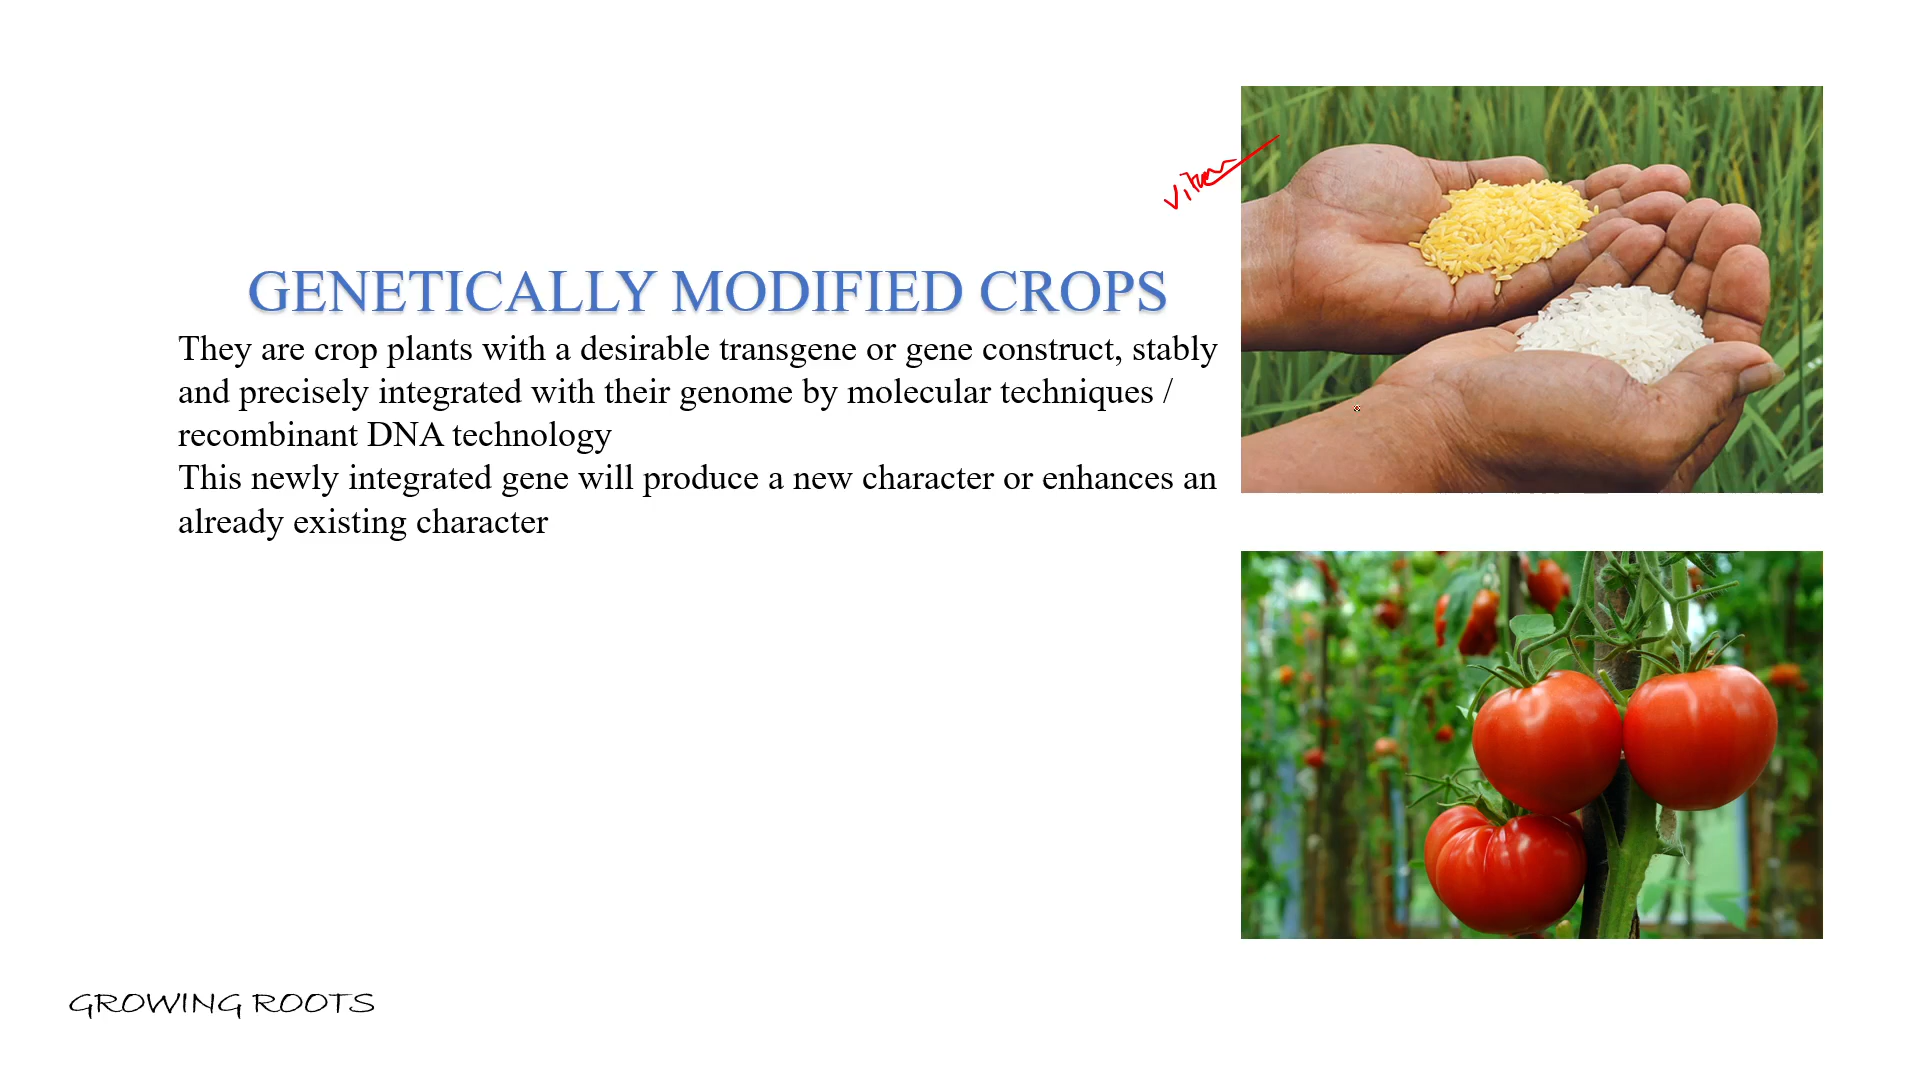 GENETICALLY MODIFIED CROPS
They are crop plants with a desirable transgene or gene construct, stably
and precisely integrated with their genome by molecular techniques /
recombinant DNA technology
This newly integrated gene will produce a new character or enhances an
already existing character
GROWING ROOTS